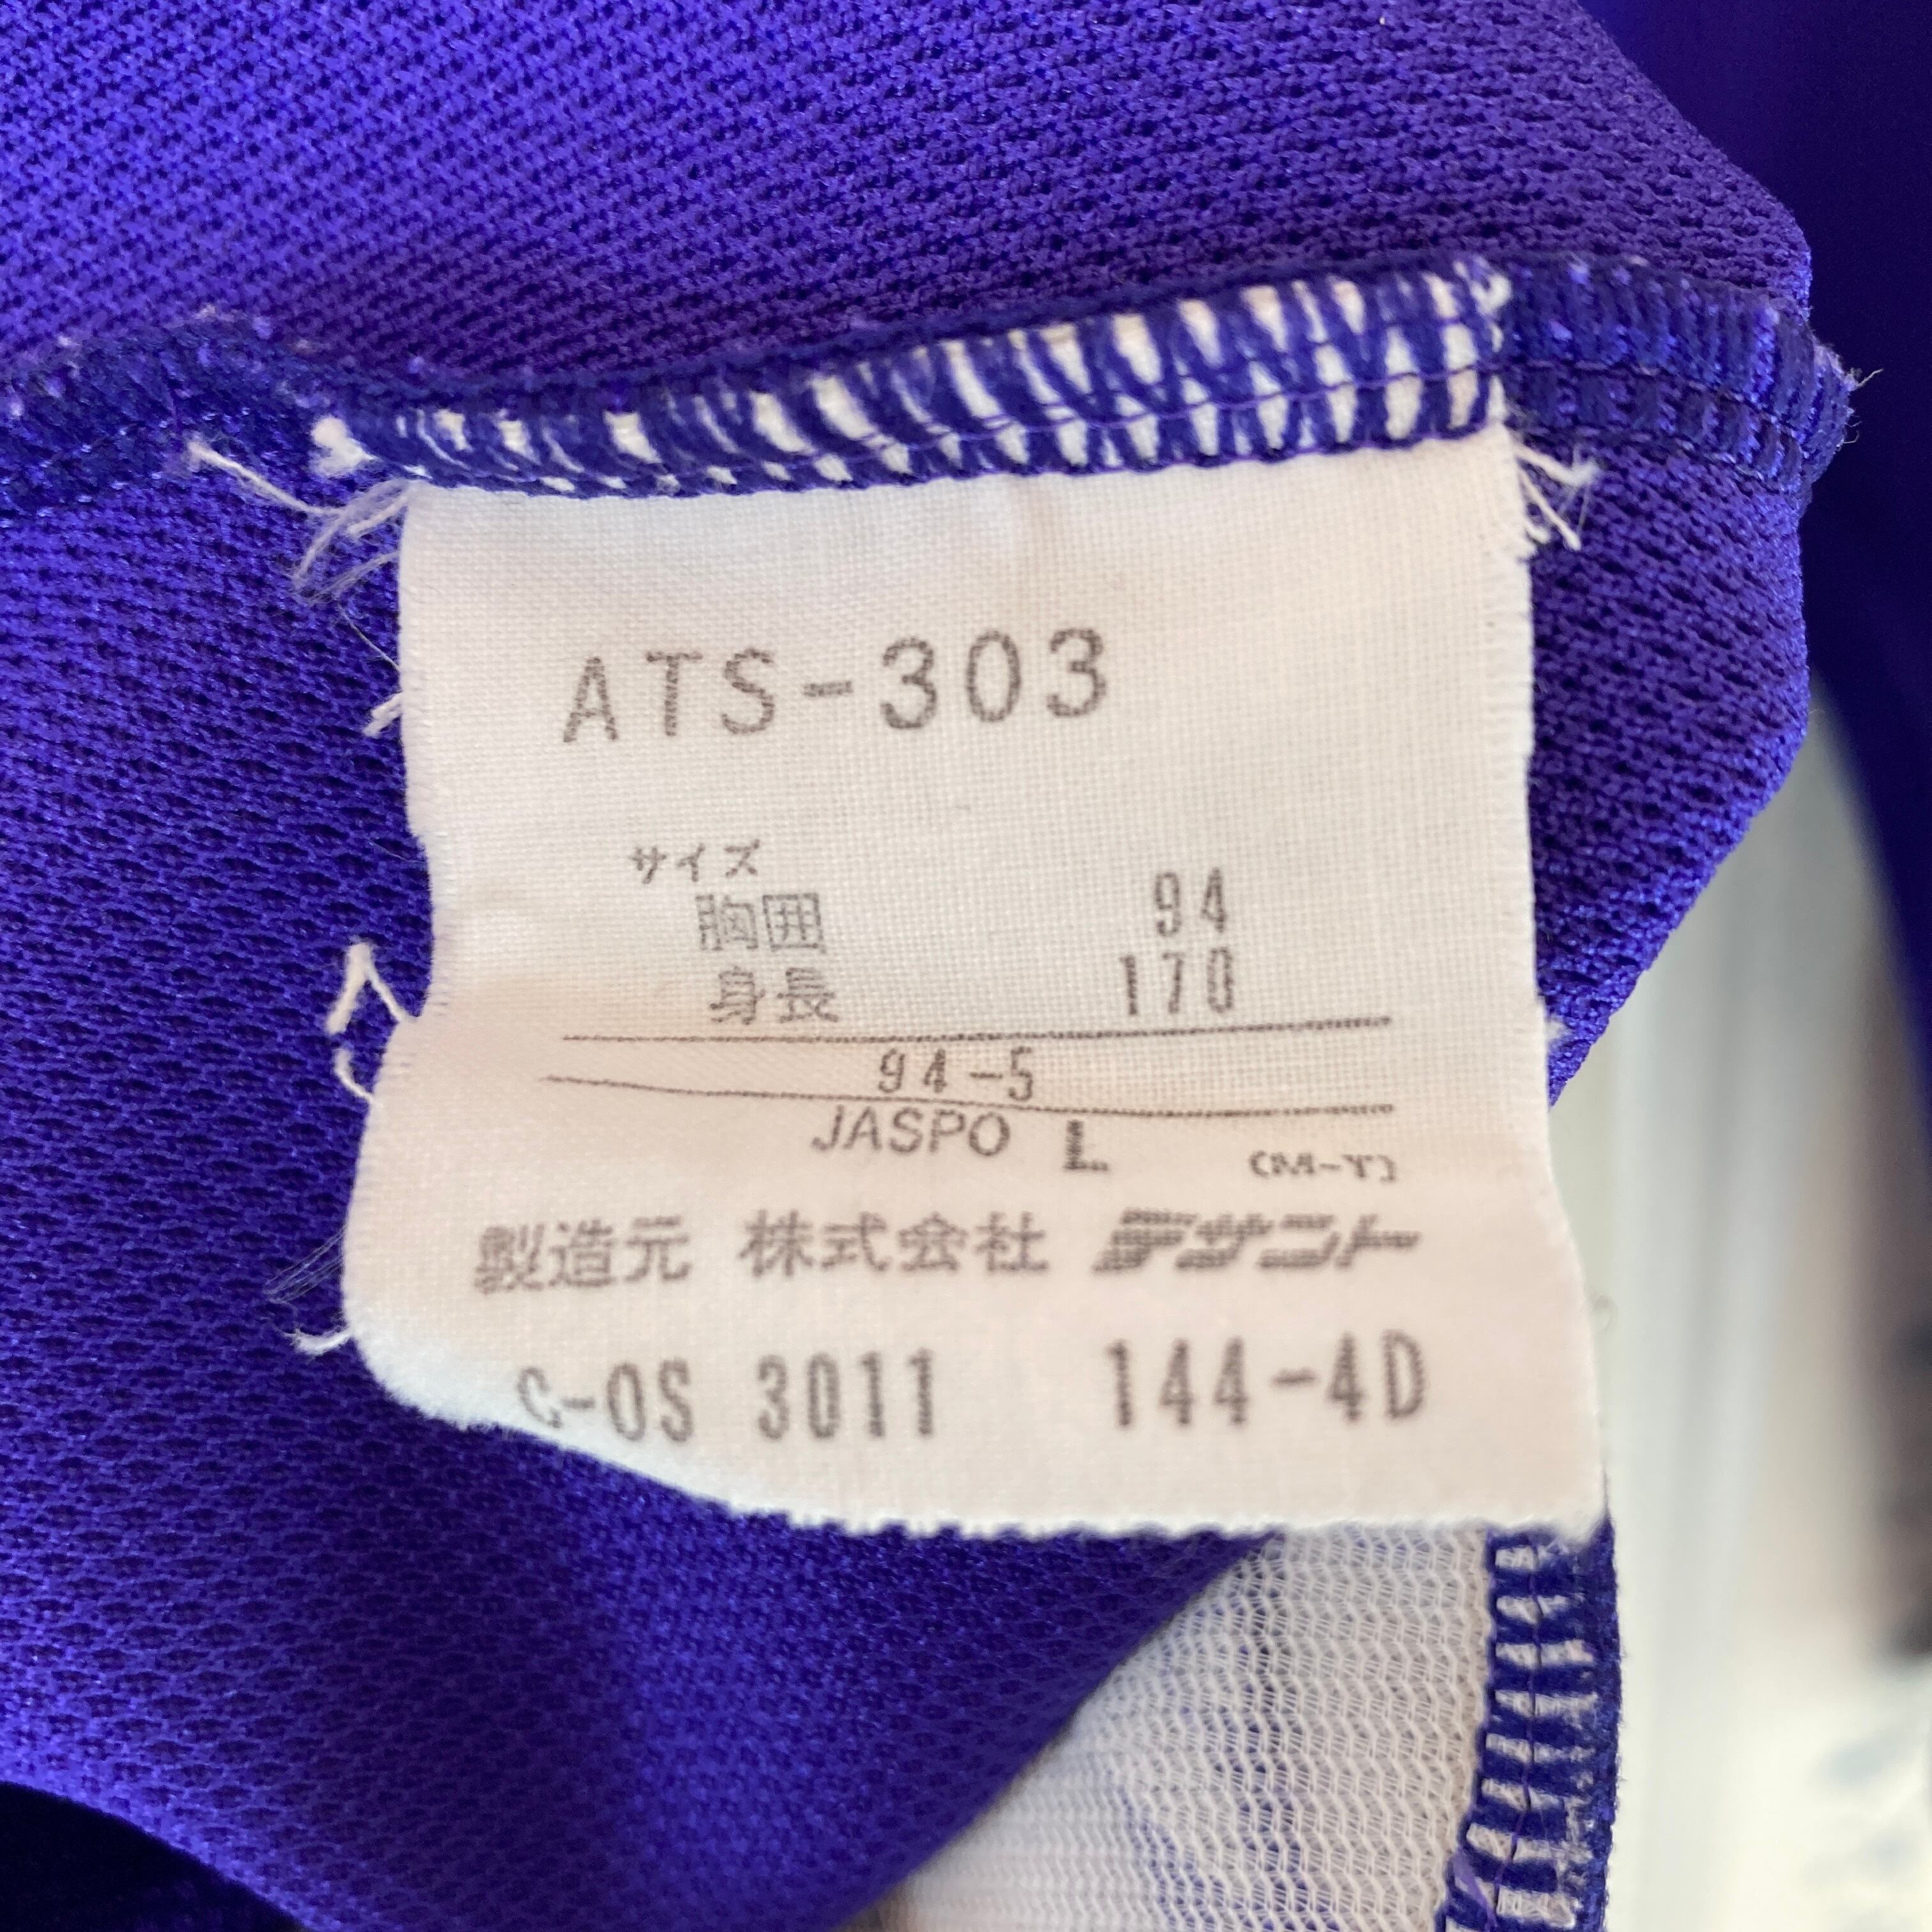 ATS-303
サイズ
胸囲 94
身長 170
94-5
JASPO L (M-Y)
製造元 株式会社 デサント
C-OS 3011 144-4D